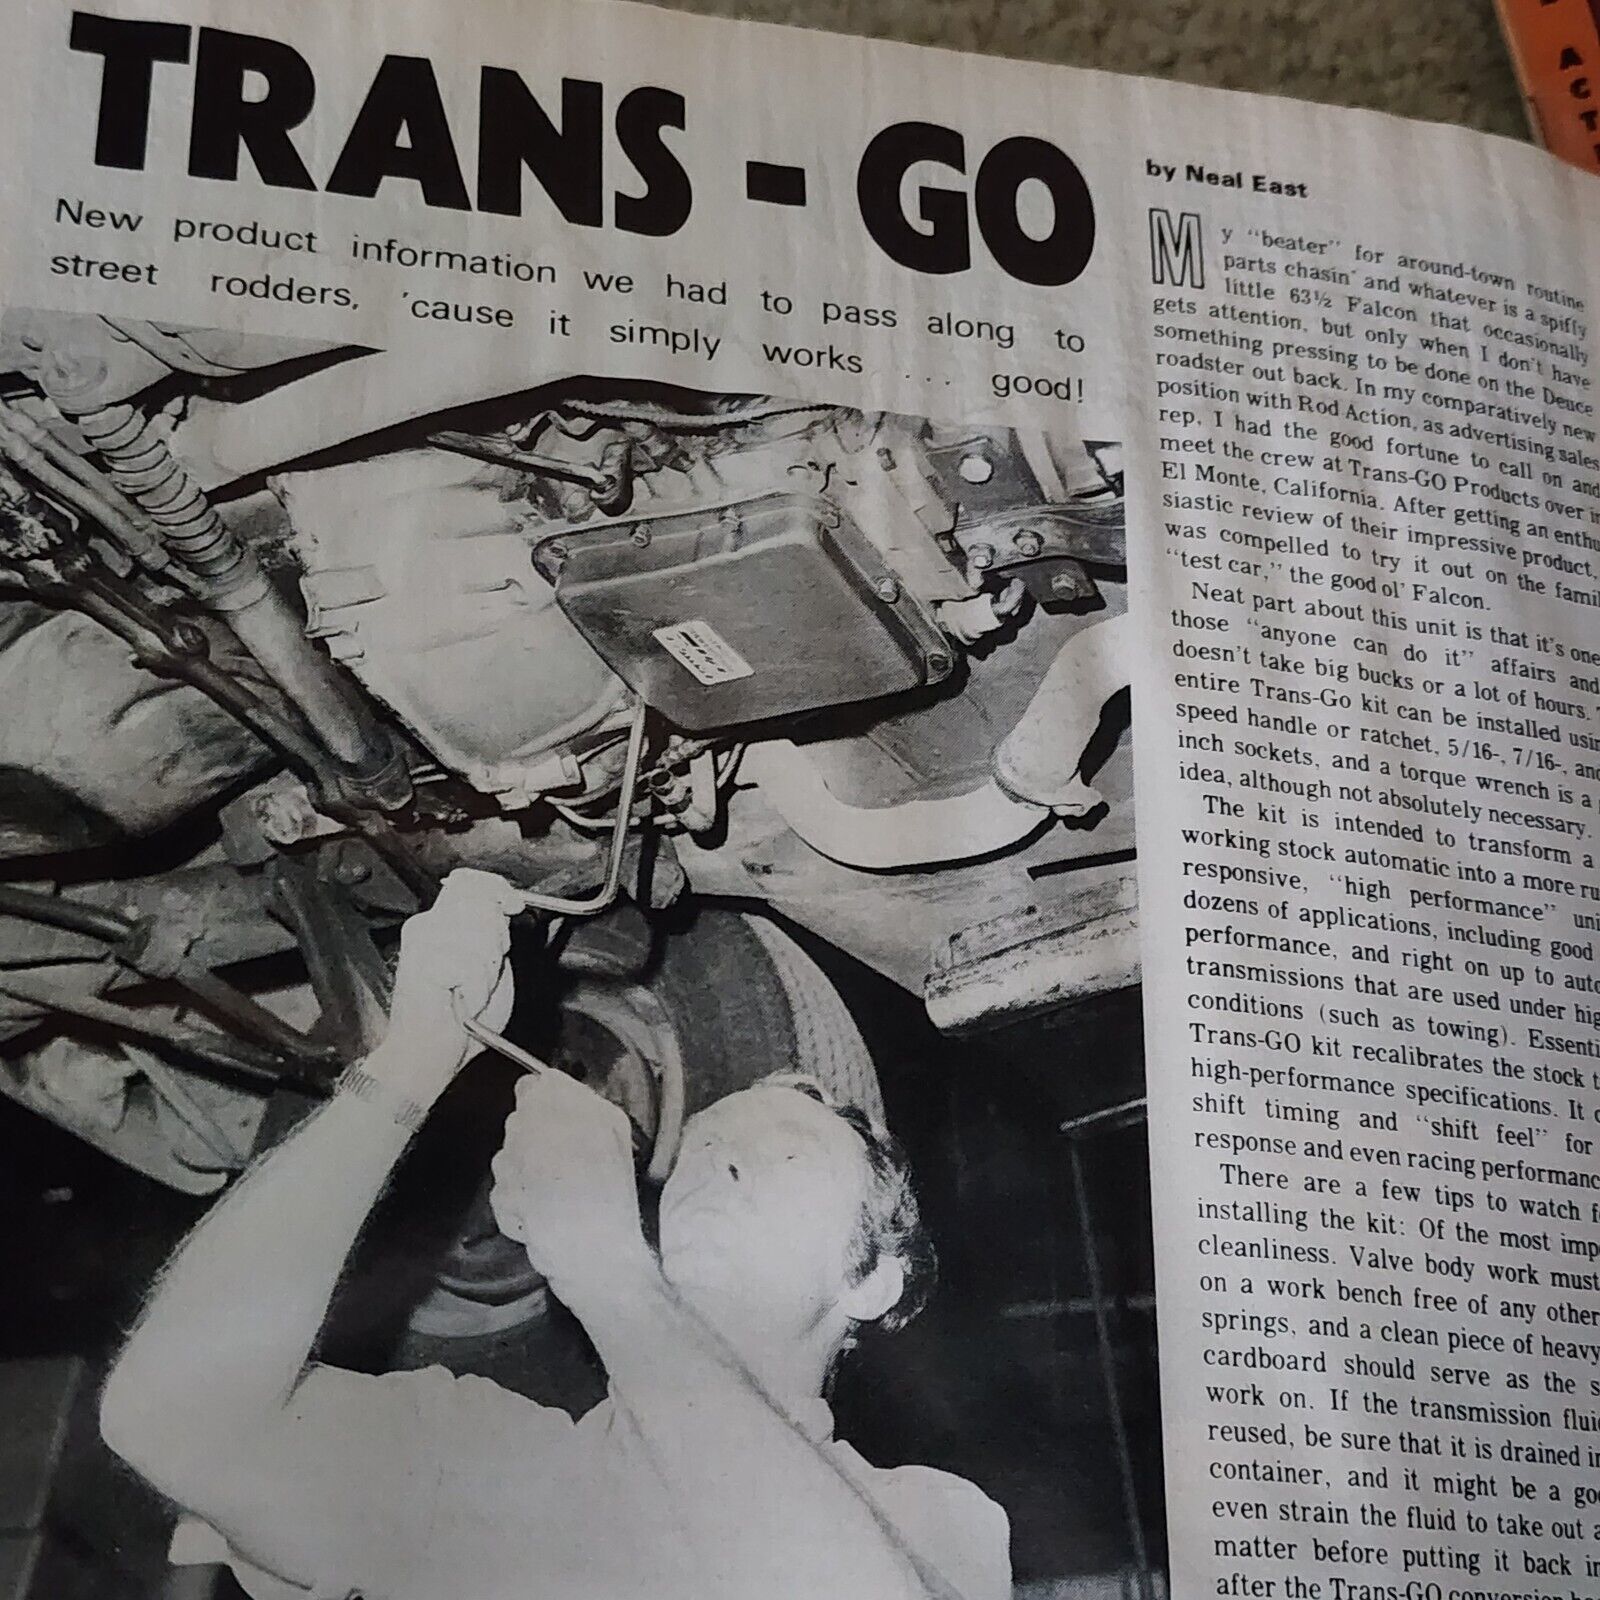 TRANS - GO
New product information we had to pass along to
street rodders, 'cause it simply works ... good!
by Neal East
My "beater" for around-town routine
parts chasin' and whatever is a spiffy
little 63½ Falcon that occasionally
gets attention, but only when I don't have
something pressing to be done on the Deuce
roadster out back. In my comparatively new
position with Rod Action, as advertising sales
rep, I had the good fortune to call on and
meet the crew at Trans-GO Products over in
El Monte, California. After getting an enthu
siastic review of their impressive product,
was compelled to try it out on the famil
"test car," the good ol' Falcon.
Neat part about this unit is that it's one
those "anyone can do it" affairs and
doesn't take big bucks or a lot of hours.
entire Trans-Go kit can be installed usin
speed handle or ratchet, 5/16-, 7/16-, and
inch sockets, and a torque wrench is a
idea, although not absolutely necessary.
The kit is intended to transform a
working stock automatic into a more ru
responsive, "high performance" uni
dozens of applications, including good
performance, and right on up to auto
transmissions that are used under hig
conditions (such as towing). Essenti
Trans-GO kit recalibrates the stock t
high-performance specifications. It c
shift timing and "shift feel" for
response and even racing performanc
There are a few tips to watch f
installing the kit: Of the most imp
cleanliness. Valve body work must
on a work bench free of any other
springs, and a clean piece of heavy
cardboard should serve as the s
work on. If the transmission flui
reused, be sure that it is drained in
container, and it might be a go
even strain the fluid to take out a
matter before putting it back in
after the Trans-GO conversion
ACT